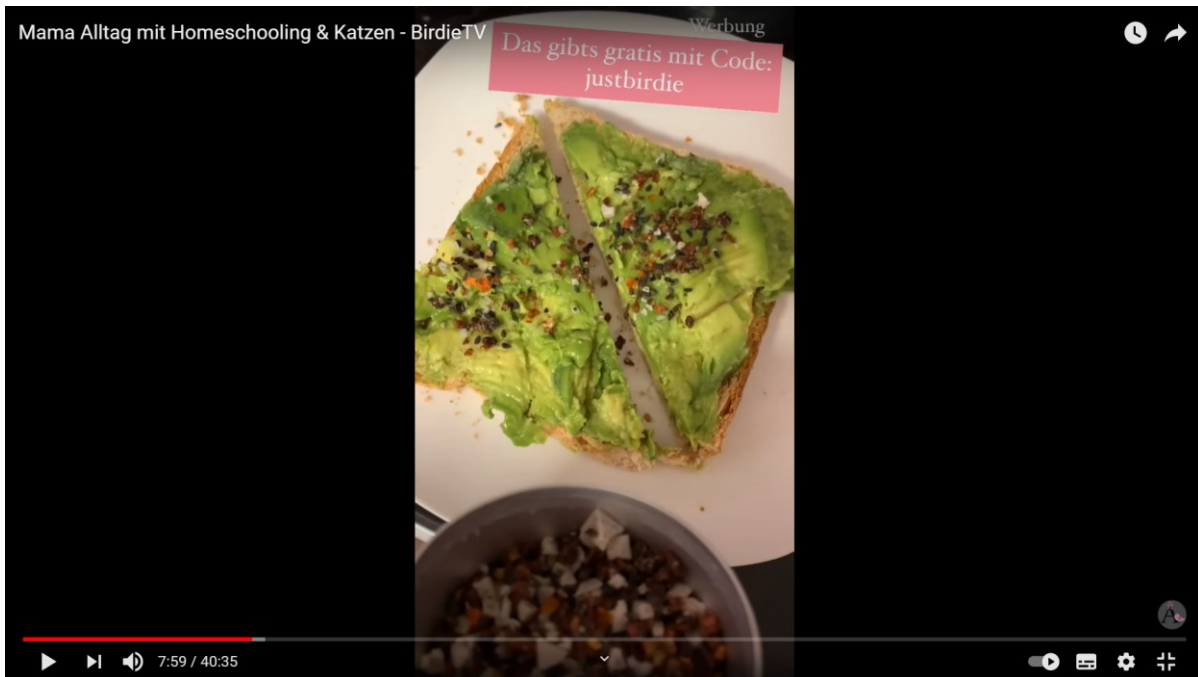 Mama Alltag mit Homeschooling & Katzen - BirdieTV
Werbung
Das gibts gratis mit Code:
justbirdie
7:59 / 40:35